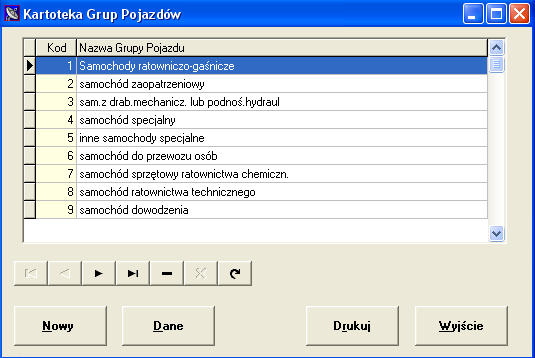 Kartoteka Grup Pojazdów
Kod Nazwa Grupy Pojazdu
1 Samochody ratowniczo-gaśnicze
2 samochód zaopatrzeniowy
3 sam.z drab.mechanicz. lub podnoś.hydraul
4 samochód specjalny
5 inne samochody specjalne
6 samochód do przewozu osób
7 samochód sprzętowy ratownictwa chemiczn.
8 samochód ratownictwa technicznego
9 samochód dowodzenia
Nowy Dane Drukuj Wyjście